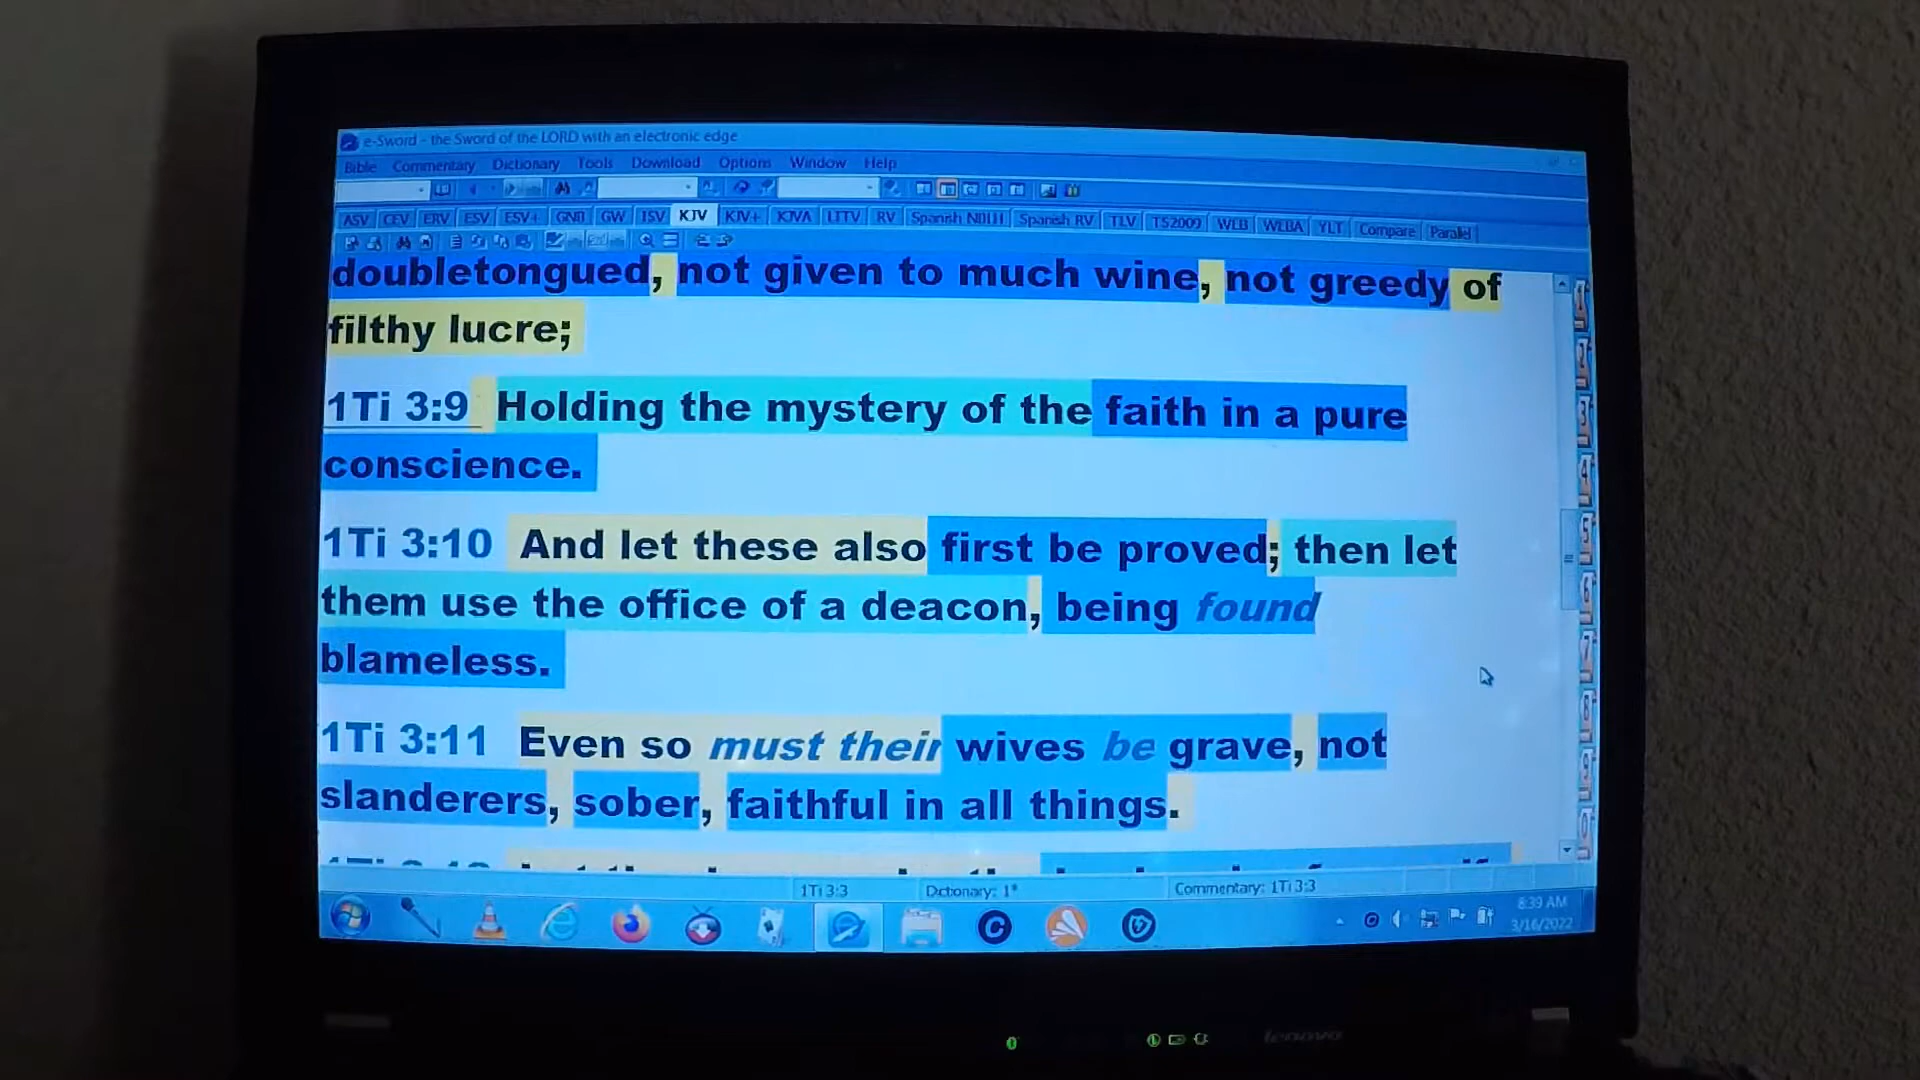 e-Sword - the Sword of the LORD with an electronic edge
Bible Commentary Dictionary Tools Download Options Window Help
ASV CEV ERV ESV ESV+ GNB GW ISV KJV KJV+ KJVA LITV RV Spanish NBLH Spanish RV TLV TS2009 WEB WEBA YLT Compare Parallel
doubletongued, not given to much wine, not greedy of
filthy lucre;
1Ti 3:9 Holding the mystery of the faith in a pure
conscience.
1Ti 3:10 And let these also first be proved; then let
them use the office of a deacon, being found
blameless.
1Ti 3:11 Even so must their wives be grave, not
slanderers, sober, faithful in all things.
1Ti 3:3 Dictionary: 1* Commentary: 1Ti 3:3
8:39 AM
3/16/2022
lenovo